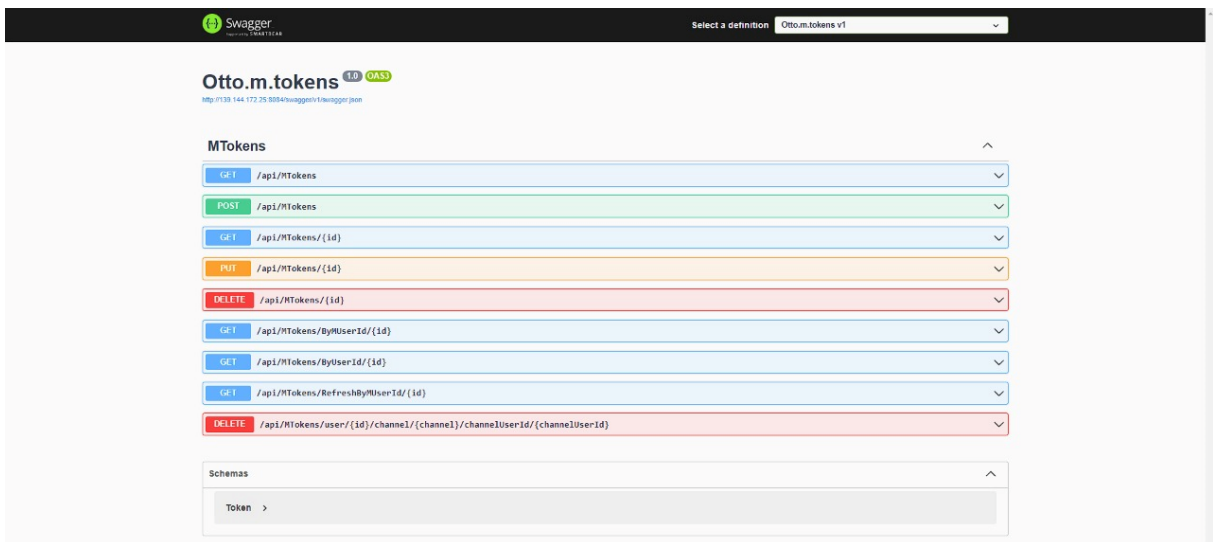 Swagger
Supported by SMARTBEAR
Select a definition
Otto.m.tokens v1
Otto.m.tokens 1.0 OAS3
http://139.144.172.25:8084/swagger/v1/swagger.json
MTokens
GET /api/MTokens
POST /api/MTokens
GET /api/MTokens/{id}
PUT /api/MTokens/{id}
DELETE /api/MTokens/{id}
GET /api/MTokens/ByMUserId/{id}
GET /api/MTokens/ByUserId/{id}
GET /api/MTokens/RefreshByMUserId/{id}
DELETE /api/MTokens/user/{id}/channel/{channel}/channelUserId/{channelUserId}
Schemas
Token